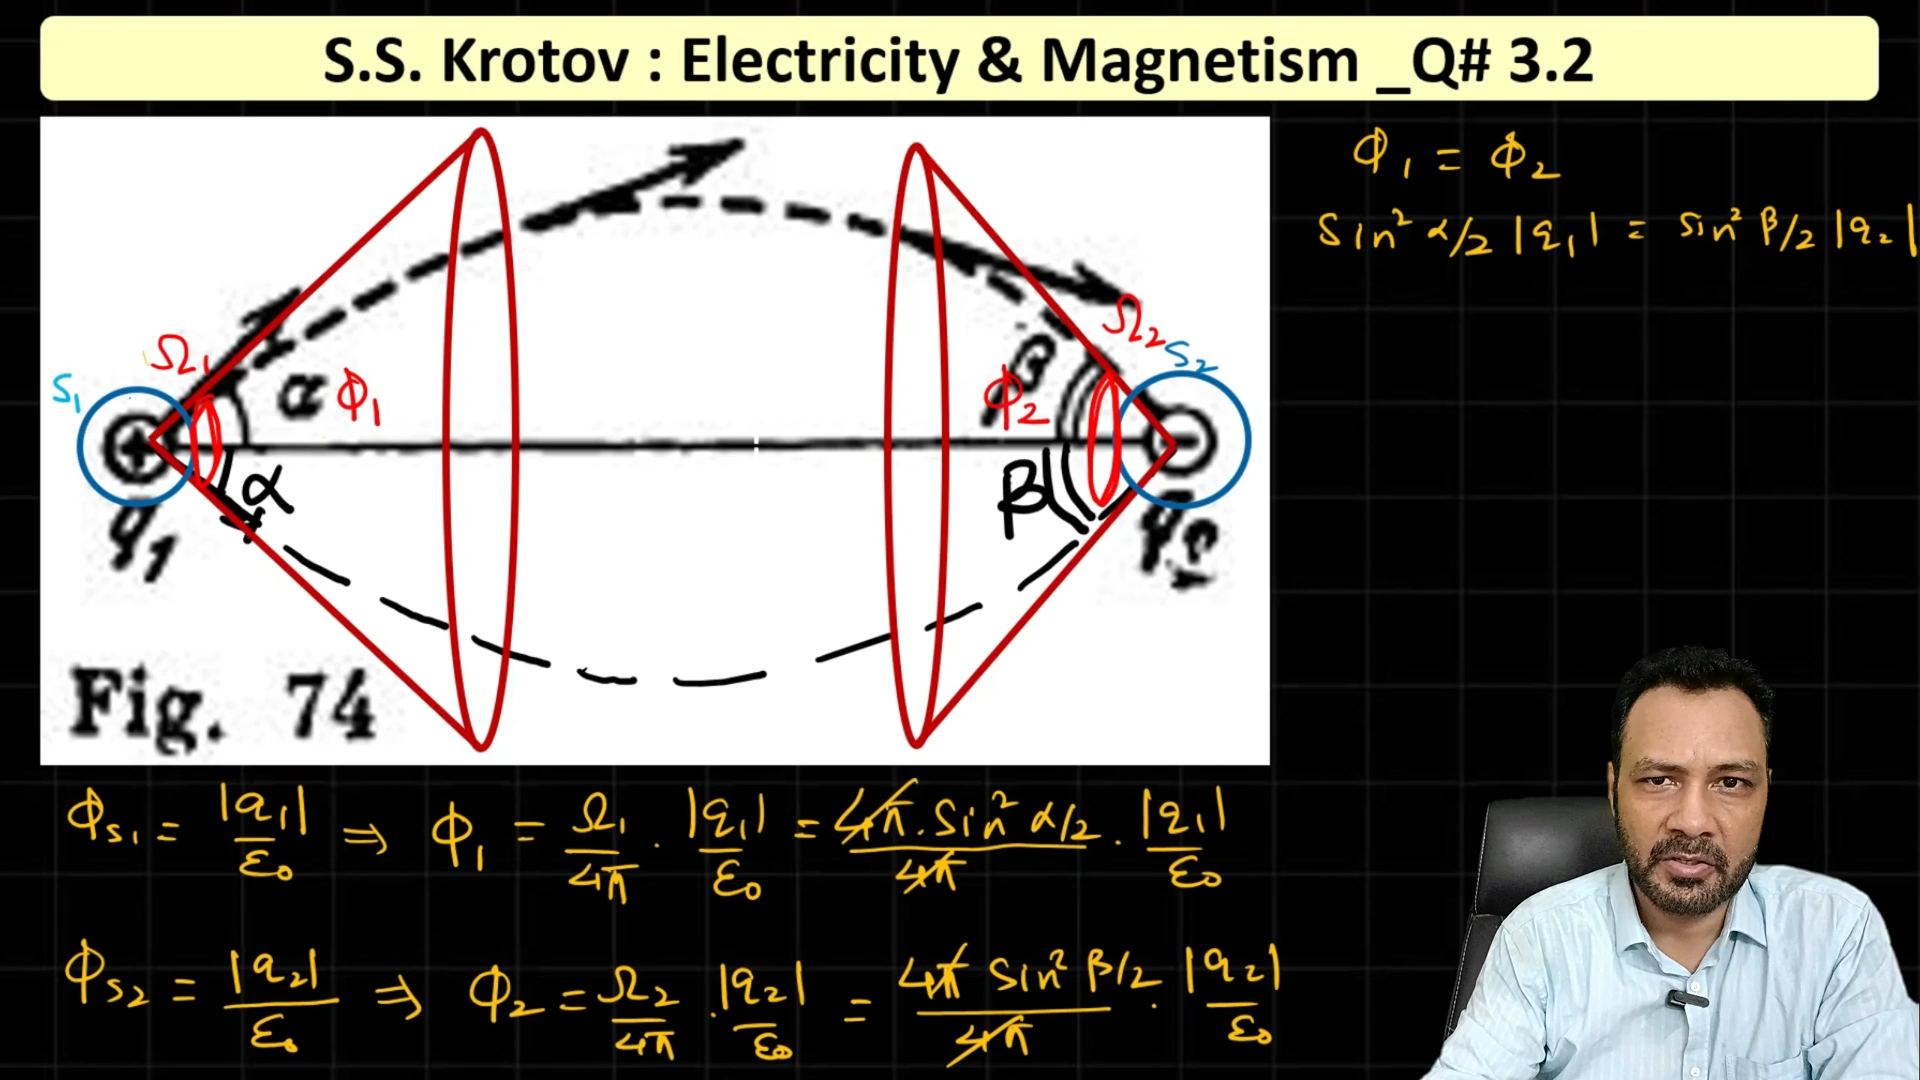 S.S. Krotov : Electricity & Magnetism _Q# 3.2
Φ₁ = Φ₂
Sin² α/2 |q₁| = Sin² β/2 |q₂|
S₁
Ω₁
α Φ₁
α
q₁
Ω₂
S₂
β
Φ₂
β
q₂
Fig. 74
Φ_S₁ = |q₁|/ε₀ ⇒ Φ₁ = Ω₁/4π · |q₁|/ε₀ = 4π · Sin² α/2 / 4π · |q₁|/ε₀
Φ_S₂ = |q₂|/ε₀ ⇒ Φ₂ = Ω₂/4π · |q₂|/ε₀ = 4π Sin² β/2 / 4π · |q₂|/ε₀